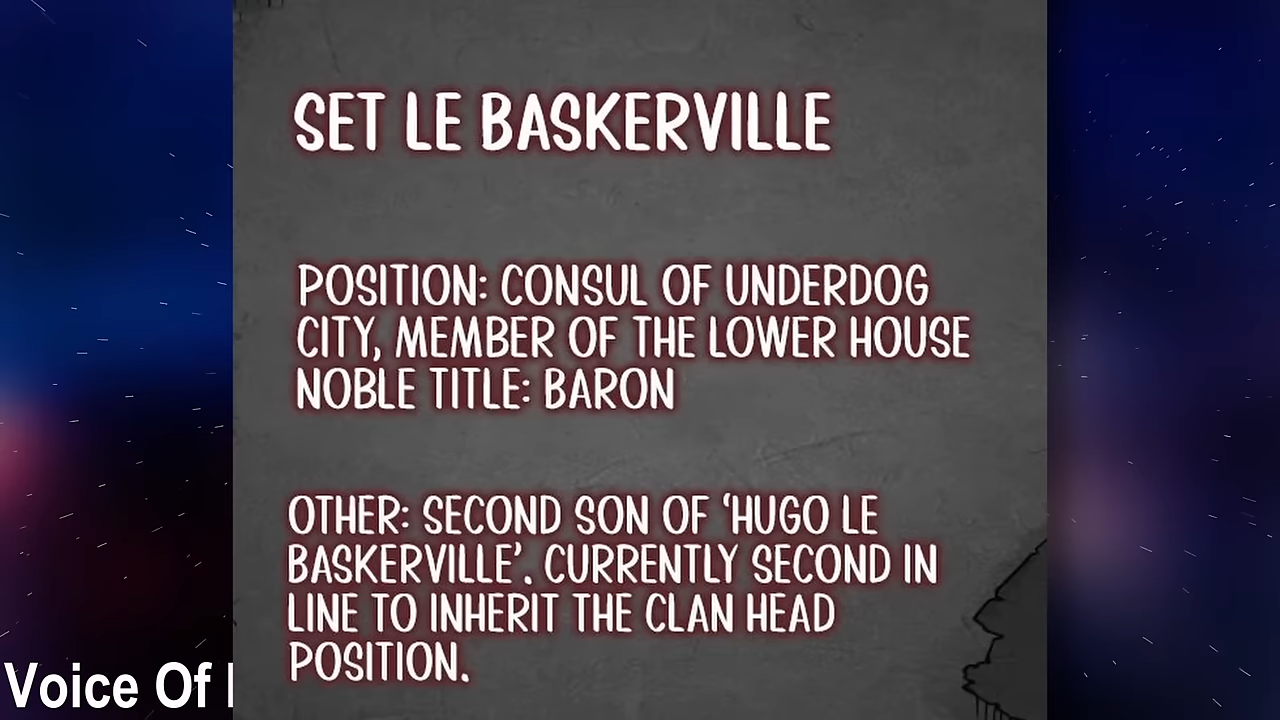 SET LE BASKERVILLE
POSITION: CONSUL OF UNDERDOG
CITY, MEMBER OF THE LOWER HOUSE
NOBLE TITLE: BARON
OTHER: SECOND SON OF ‘HUGO LE
BASKERVILLE’. CURRENTLY SECOND IN
LINE TO INHERIT THE CLAN HEAD
POSITION.
Voice Of